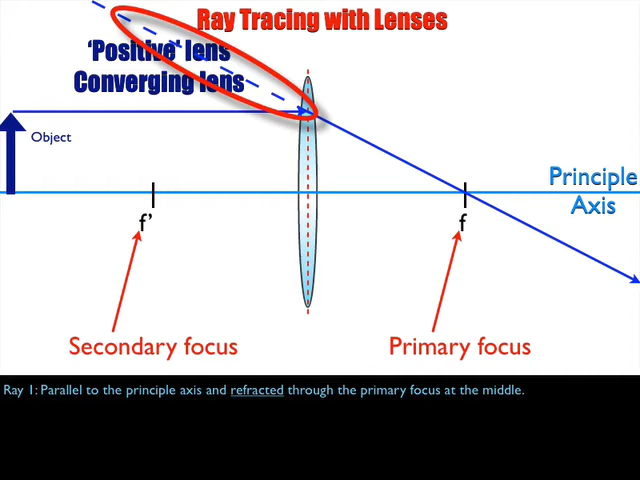 Ray Tracing with Lenses
‘Positive’ lens
Converging lens
Object
Principle
Axis
f’
f
Secondary focus
Primary focus
Ray 1: Parallel to the principle axis and refracted through the primary focus at the middle.